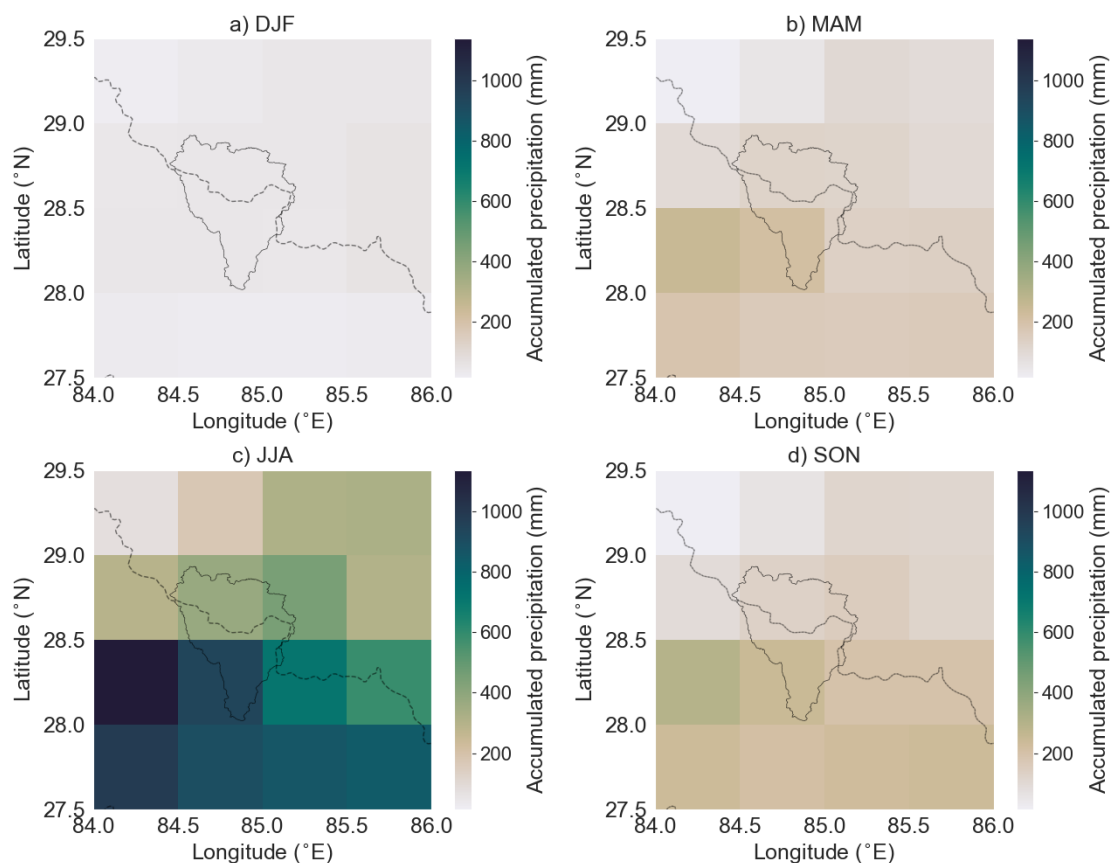 a) DJF
29.5
29.0
28.5
28.0
27.5
84.0 84.5 85.0 85.5 86.0
Latitude (˚N)
Longitude (˚E)
1000
800
600
400
200
Accumulated precipitation (mm)
b) MAM
29.5
29.0
28.5
28.0
27.5
84.0 84.5 85.0 85.5 86.0
Latitude (˚N)
Longitude (˚E)
1000
800
600
400
200
Accumulated precipitation (mm)
c) JJA
29.5
29.0
28.5
28.0
27.5
84.0 84.5 85.0 85.5 86.0
Latitude (˚N)
Longitude (˚E)
1000
800
600
400
200
Accumulated precipitation (mm)
d) SON
29.5
29.0
28.5
28.0
27.5
84.0 84.5 85.0 85.5 86.0
Latitude (˚N)
Longitude (˚E)
1000
800
600
400
200
Accumulated precipitation (mm)